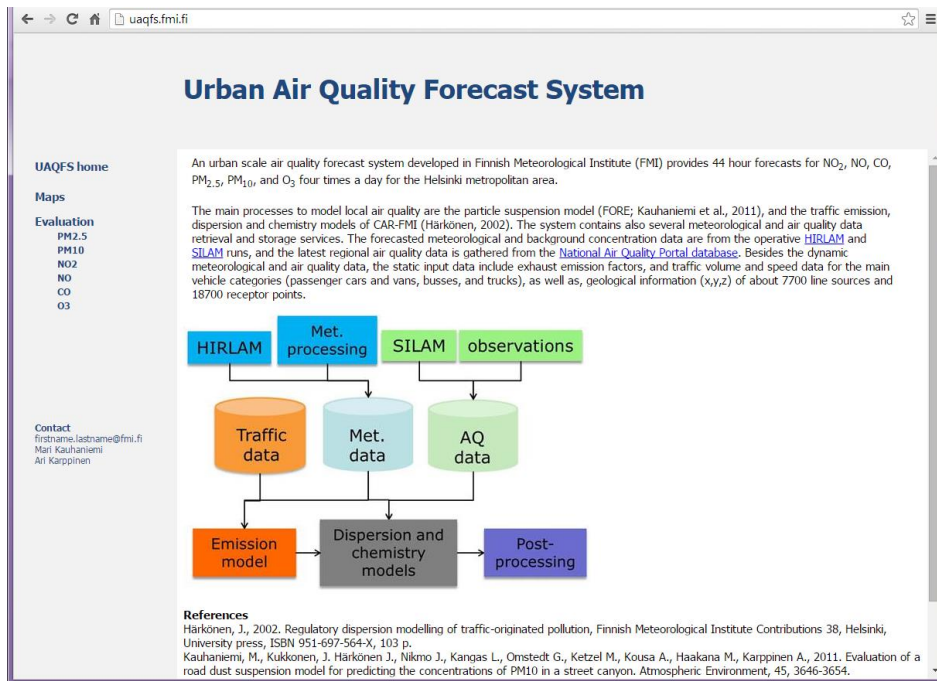 uaqfs.fmi.fi
Urban Air Quality Forecast System
UAQFS home
Maps
Evaluation
PM2.5
PM10
NO2
NO
CO
O3
Contact
firstname.lastname@fmi.fi
Mari Kauhaniemi
Ari Karppinen
An urban scale air quality forecast system developed in Finnish Meteorological Institute (FMI) provides 44 hour forecasts for NO2, NO, CO,
PM2.5, PM10, and O3 four times a day for the Helsinki metropolitan area.
The main processes to model local air quality are the particle suspension model (FORE; Kauhaniemi et al., 2011), and the traffic emission,
dispersion and chemistry models of CAR-FMI (Härkönen, 2002). The system contains also several meteorological and air quality data
retrieval and storage services. The forecasted meteorological and background concentration data are from the operative HIRLAM and
SILAM runs, and the latest regional air quality data is gathered from the National Air Quality Portal database. Besides the dynamic
meteorological and air quality data, the static input data include exhaust emission factors, and traffic volume and speed data for the main
vehicle categories (passenger cars and vans, busses, and trucks), as well as, geological information (x,y,z) of about 7700 line sources and
18700 receptor points.
HIRLAM
Met.
processing
SILAM
observations
Traffic
data
Met.
data
AQ
data
Emission
model
Dispersion and
chemistry
models
Post-
processing
References
Härkönen, J., 2002. Regulatory dispersion modelling of traffic-originated pollution, Finnish Meteorological Institute Contributions 38, Helsinki,
University press, ISBN 951-697-564-X, 103 p.
Kauhaniemi, M., Kukkonen, J. Härkönen J., Nikmo J., Kangas L., Omstedt G., Ketzel M., Kousa A., Haakana M., Karppinen A., 2011. Evaluation of a
road dust suspension model for predicting the concentrations of PM10 in a street canyon. Atmospheric Environment, 45, 3646-3654.